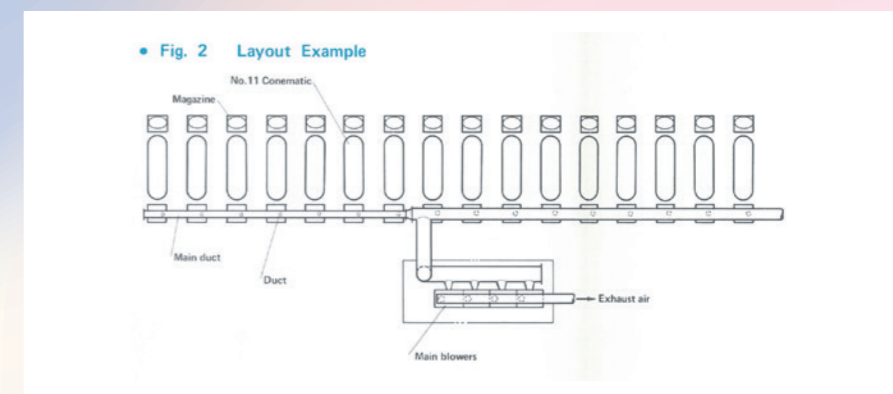 • Fig. 2 Layout Example
No.11 Conematic
Magazine
Main duct
Duct
Exhaust air
Main blowers